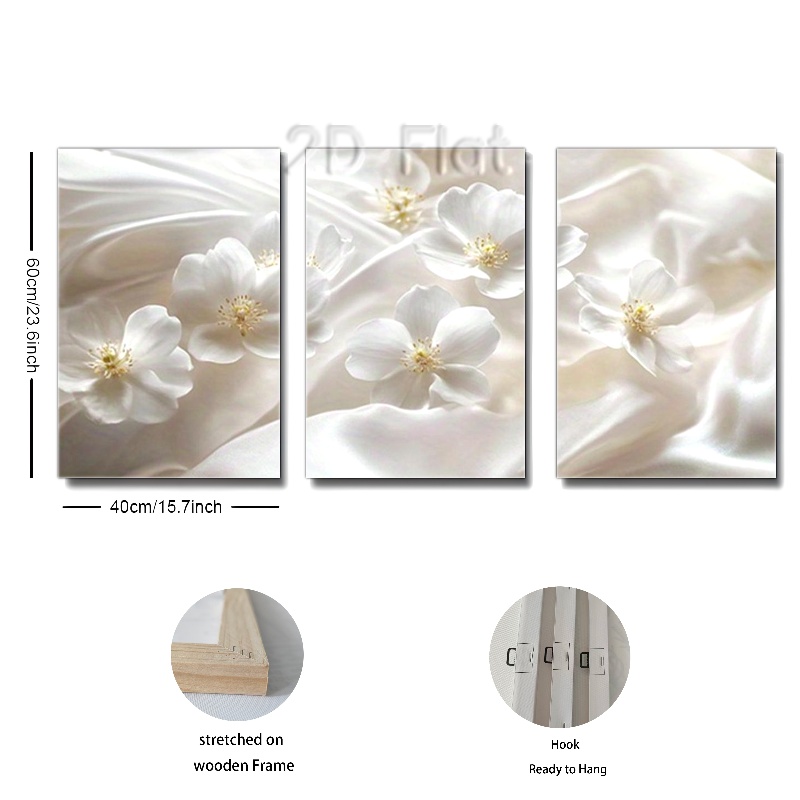 2D Flat
60cm/23.6inch
40cm/15.7inch
stretched on
wooden Frame
Hook
Ready to Hang